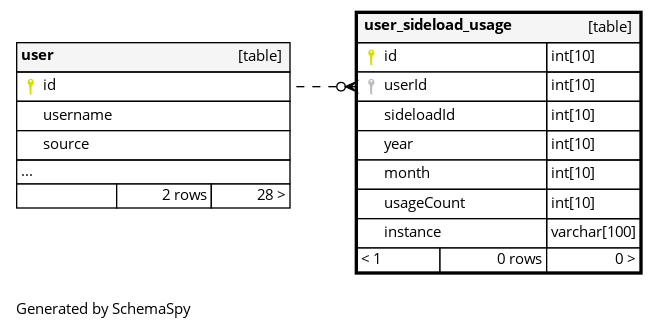 user [table]
id
username
source
...
2 rows 28 >
user_sideload_usage [table]
id int[10]
userId int[10]
sideloadId int[10]
year int[10]
month int[10]
usageCount int[10]
instance varchar[100]
< 1 0 rows 0 >
Generated by SchemaSpy